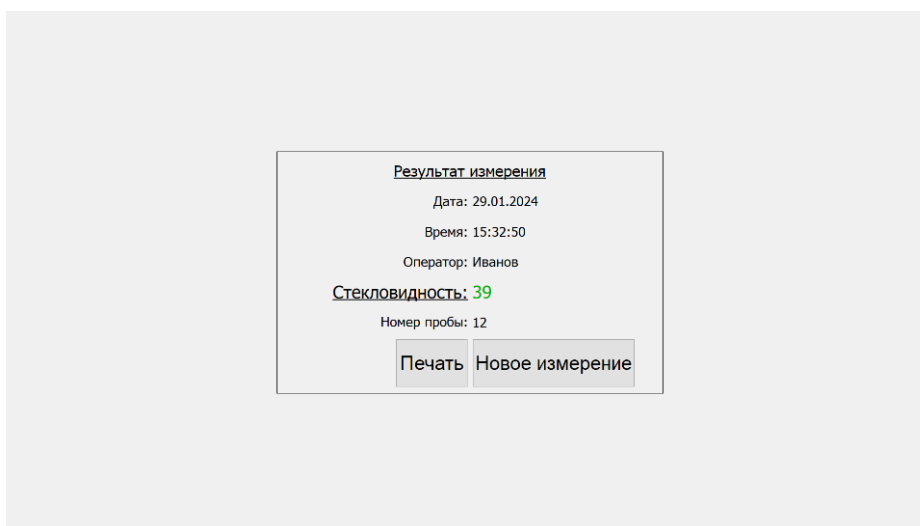 Результат измерения
Дата: 29.01.2024
Время: 15:32:50
Оператор: Иванов
Стекловидность: 39
Номер пробы: 12
Печать Новое измерение